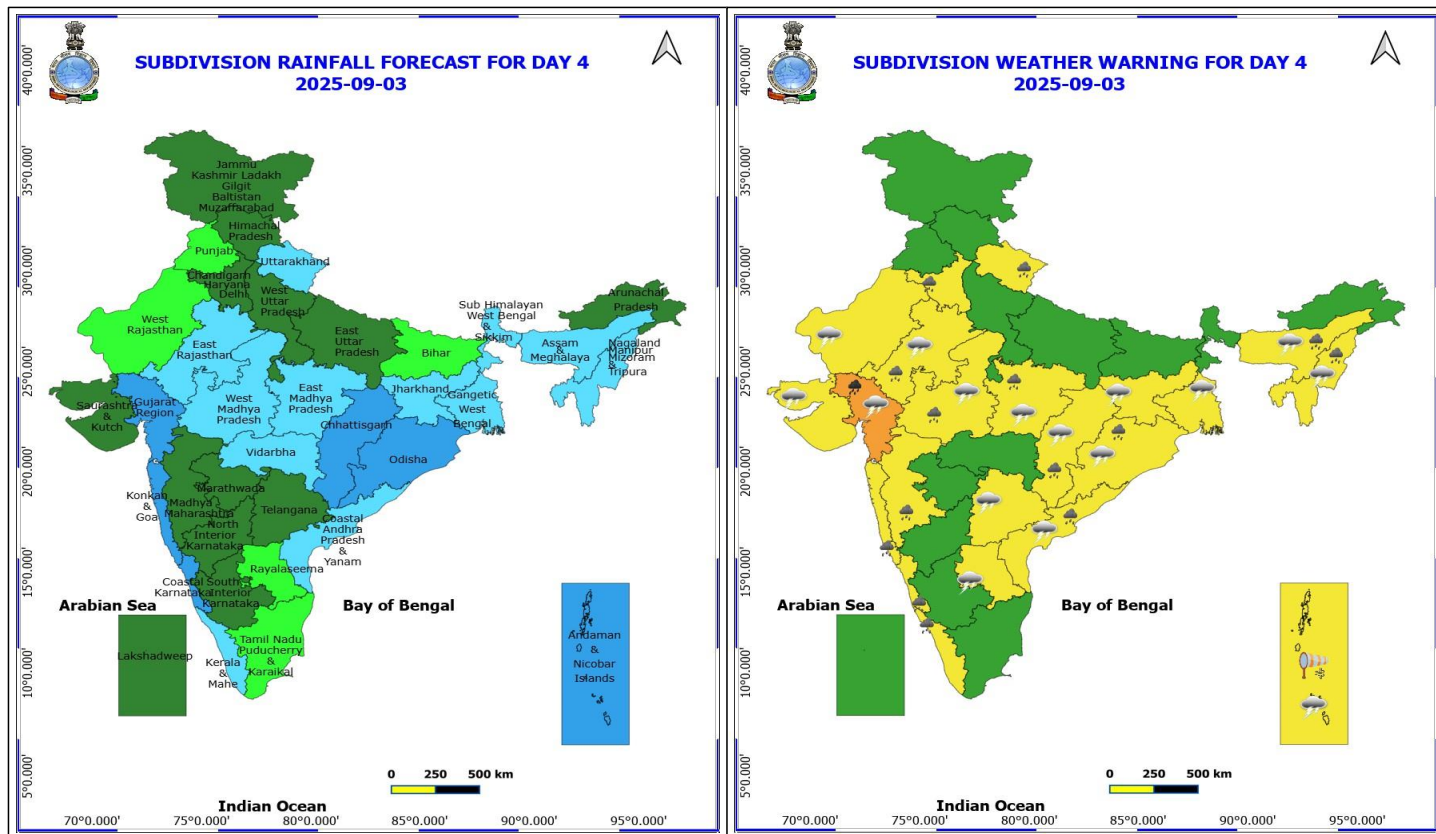 SUBDIVISION RAINFALL FORECAST FOR DAY 4
2025-09-03
40°0.000'
35°0.000'
30°0.000'
25°0.000'
20°0.000'
15°0.000'
10°0.000'
5°0.000'
Jammu
Kashmir Ladakh
Gilgit
Baltistan
Muzaffarabad
Himachal
Pradesh
Punjab
Uttarakhand
Chandigarh
Haryana
Delhi
West
Uttar
Pradesh
West
Rajasthan
East
Rajasthan
East
Uttar
Pradesh
Bihar
Sub Himalayan
West Bengal
&
Sikkim
Arunachal
Pradesh
Assam
&
Meghalaya
Nagaland
Manipur
Mizoram
&
Tripura
Saurashtra
&
Kutch
Gujarat
Region
West
Madhya
Pradesh
East
Madhya
Pradesh
Jharkhand
Gangetic
West
Bengal
Chhattisgarh
Odisha
Vidarbha
Konkan
&
Goa
Marathwada
Madhya
Maharashtra
North
Interior
Karnataka
Telangana
Coastal
Andhra
Pradesh
&
Yanam
Rayalaseema
Coastal
Karnataka
South
Interior
Karnataka
Tamil Nadu
Puducherry
&
Karaikal
Kerala
&
Mahe
Lakshadweep
Andaman
&
Nicobar
Islands
Arabian Sea
Bay of Bengal
Indian Ocean
0 250 500 km
70°0.000' 75°0.000' 80°0.000' 85°0.000' 90°0.000' 95°0.000'
SUBDIVISION WEATHER WARNING FOR DAY 4
2025-09-03
40°0.000'
35°0.000'
30°0.000'
25°0.000'
20°0.000'
15°0.000'
10°0.000'
5°0.000'
Arabian Sea
Bay of Bengal
Indian Ocean
0 250 500 km
70°0.000' 75°0.000' 80°0.000' 85°0.000' 90°0.000' 95°0.000'